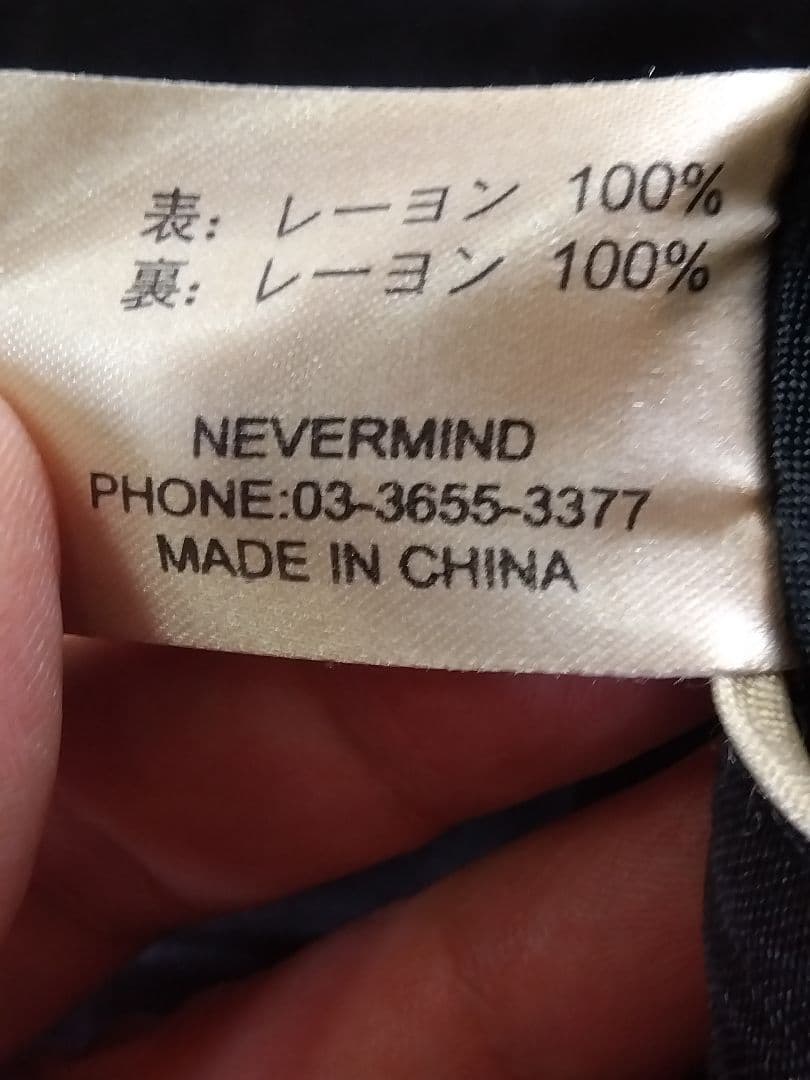 表: レーヨン 100%
裏: レーヨン 100%
NEVERMIND
PHONE:03-3655-3377
MADE IN CHINA